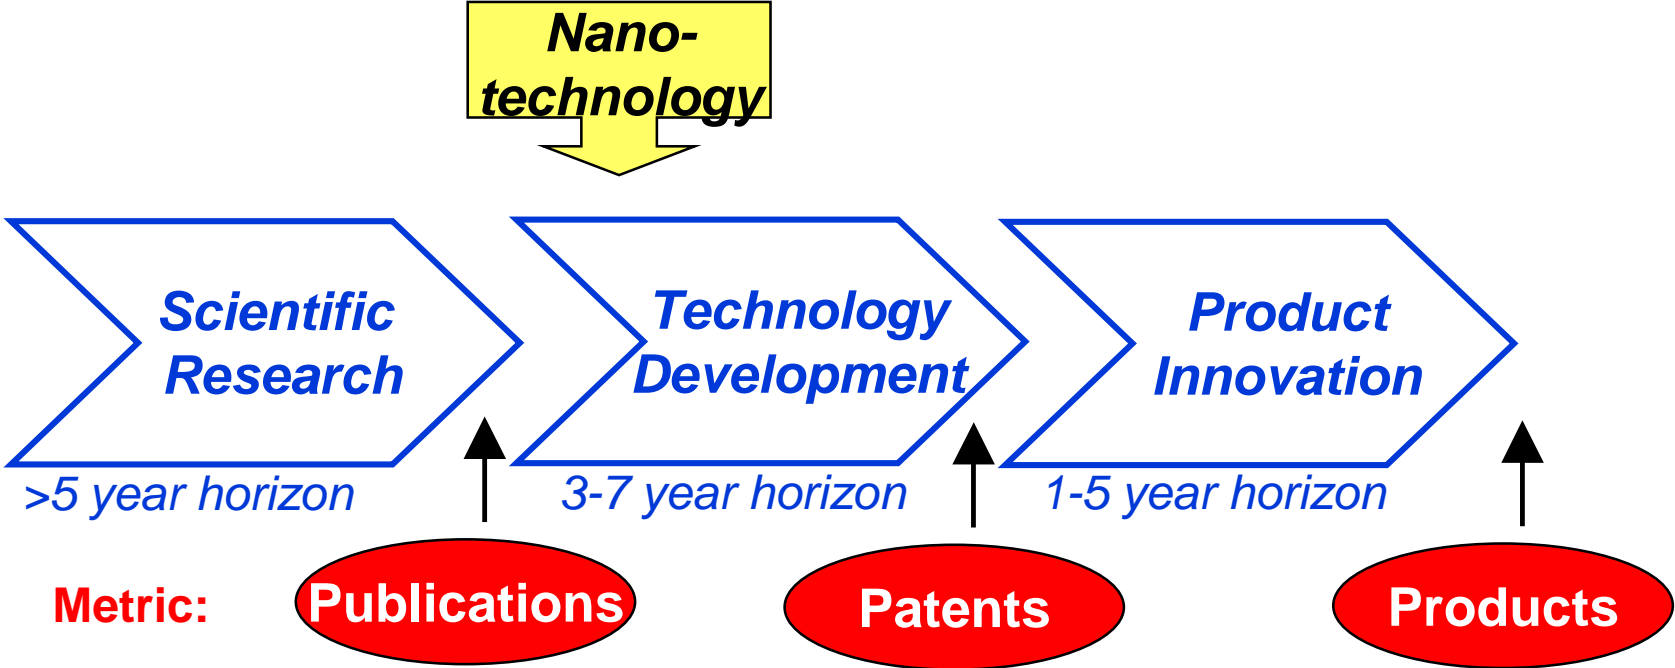 Nano-
technology
Scientific
Research
Technology
Development
Product
Innovation
>5 year horizon
3-7 year horizon
1-5 year horizon
Metric:
Publications
Patents
Products